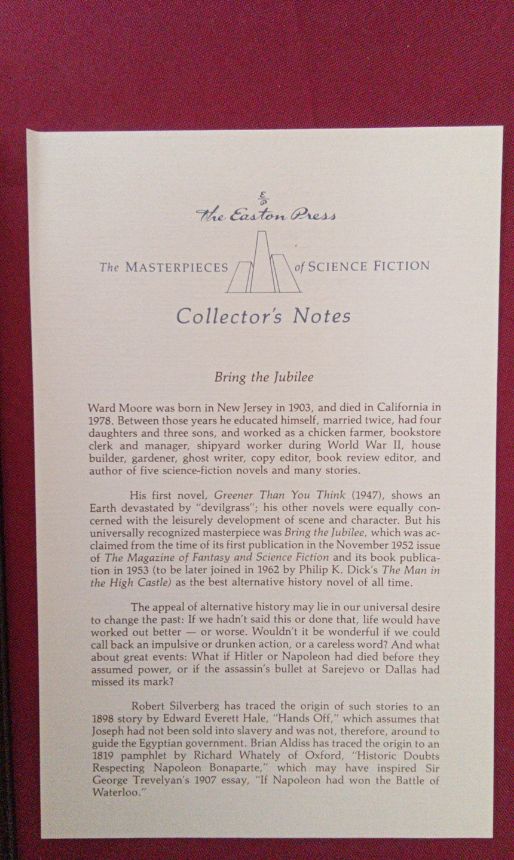 The Easton Press
The MASTERPIECES of SCIENCE FICTION
Collector's Notes
Bring the Jubilee
Ward Moore was born in New Jersey in 1903, and died in California in
1978. Between those years he educated himself, married twice, had four
daughters and three sons, and worked as a chicken farmer, bookstore
clerk and manager, shipyard worker during World War II, house
builder, gardener, ghost writer, copy editor, book review editor, and
author of five science-fiction novels and many stories.
His first novel, Greener Than You Think (1947), shows an
Earth devastated by "devilgrass"; his other novels were equally con-
cerned with the leisurely development of scene and character. But his
universally recognized masterpiece was Bring the Jubilee, which was ac-
claimed from the time of its first publication in the November 1952 issue
of The Magazine of Fantasy and Science Fiction and its book publica-
tion in 1953 (to be later joined in 1962 by Philip K. Dick's The Man in
the High Castle) as the best alternative history novel of all time.
The appeal of alternative history may lie in our universal desire
to change the past: If we hadn't said this or done that, life would have
worked out better — or worse. Wouldn't it be wonderful if we could
call back an impulsive or drunken action, or a careless word? And what
about great events: What if Hitler or Napoleon had died before they
assumed power, or if the assassin's bullet at Sarejevo or Dallas had
missed its mark?
Robert Silverberg has traced the origin of such stories to an
1898 story by Edward Everett Hale, "Hands Off," which assumes that
Joseph had not been sold into slavery and was not, therefore, around to
guide the Egyptian government. Brian Aldiss has traced the origin to an
1819 pamphlet by Richard Whately of Oxford, "Historic Doubts
Respecting Napoleon Bonaparte," which may have inspired Sir
George Trevelyan's 1907 essay, "If Napoleon had won the Battle of
Waterloo."